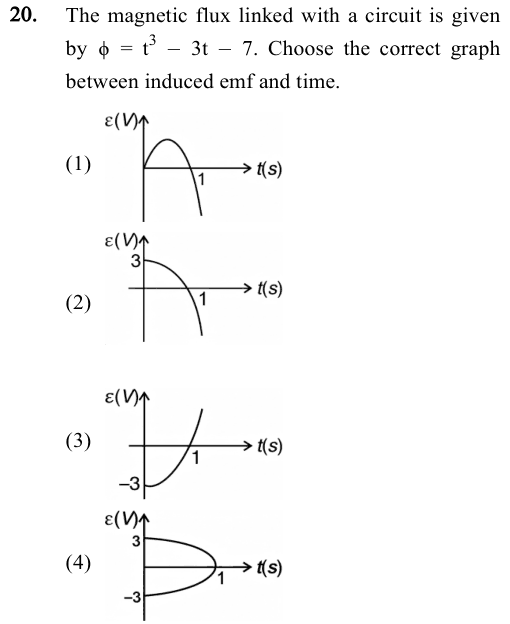 20. The magnetic flux linked with a circuit is given
by ϕ = t³ – 3t – 7. Choose the correct graph
between induced emf and time.
ε(V)
(1)
t(s)
1
ε(V)
3
(2)
t(s)
1
ε(V)
(3)
t(s)
1
–3
ε(V)
3
(4)
t(s)
1
–3